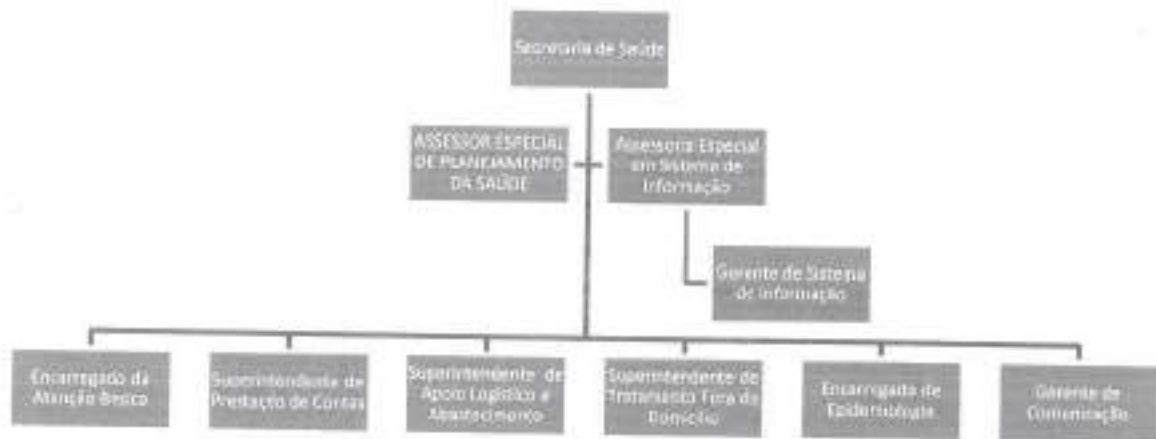 Secretaria de Saúde
ASSESSOR ESPECIAL
DE PLANEJAMENTO
DA SAÚDE
Assessoria Especial
em Sistema de
Informação
Gerente de Sistema
de Informação
Encarregado da
Atenção Básica
Superintendente de
Prestação de Contas
Superintendente de
Apoio Logístico e
Abastecimento
Superintendente de
Tratamento Fora do
Domicílio
Encarregado de
Epidemiologia
Gerente de
Comunicação